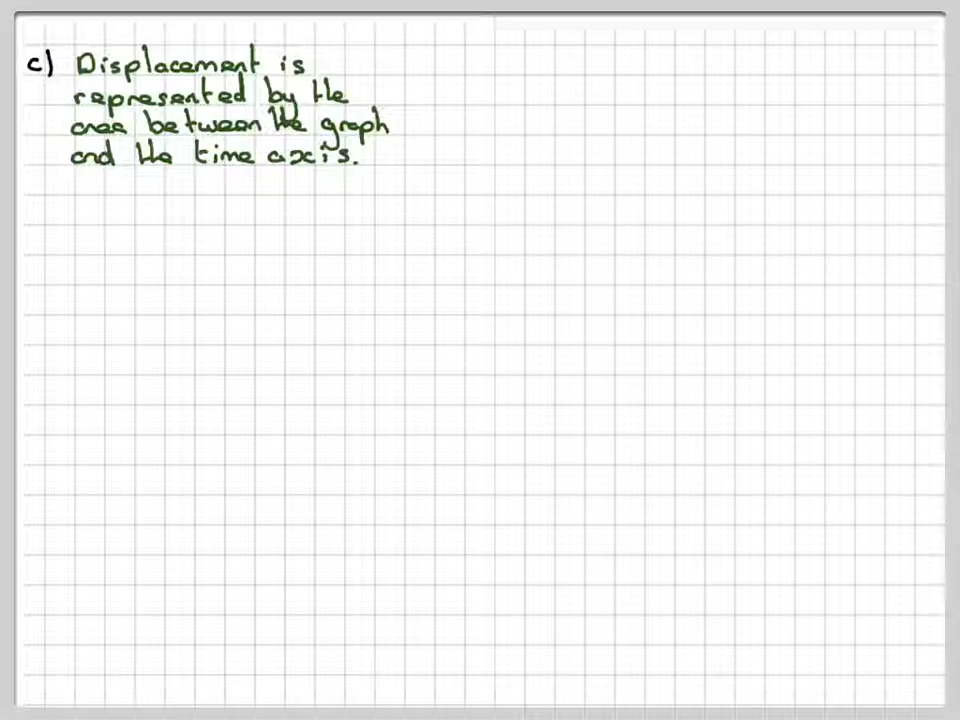 c) Displacement is
represented by the
area between the graph
and the time axis.